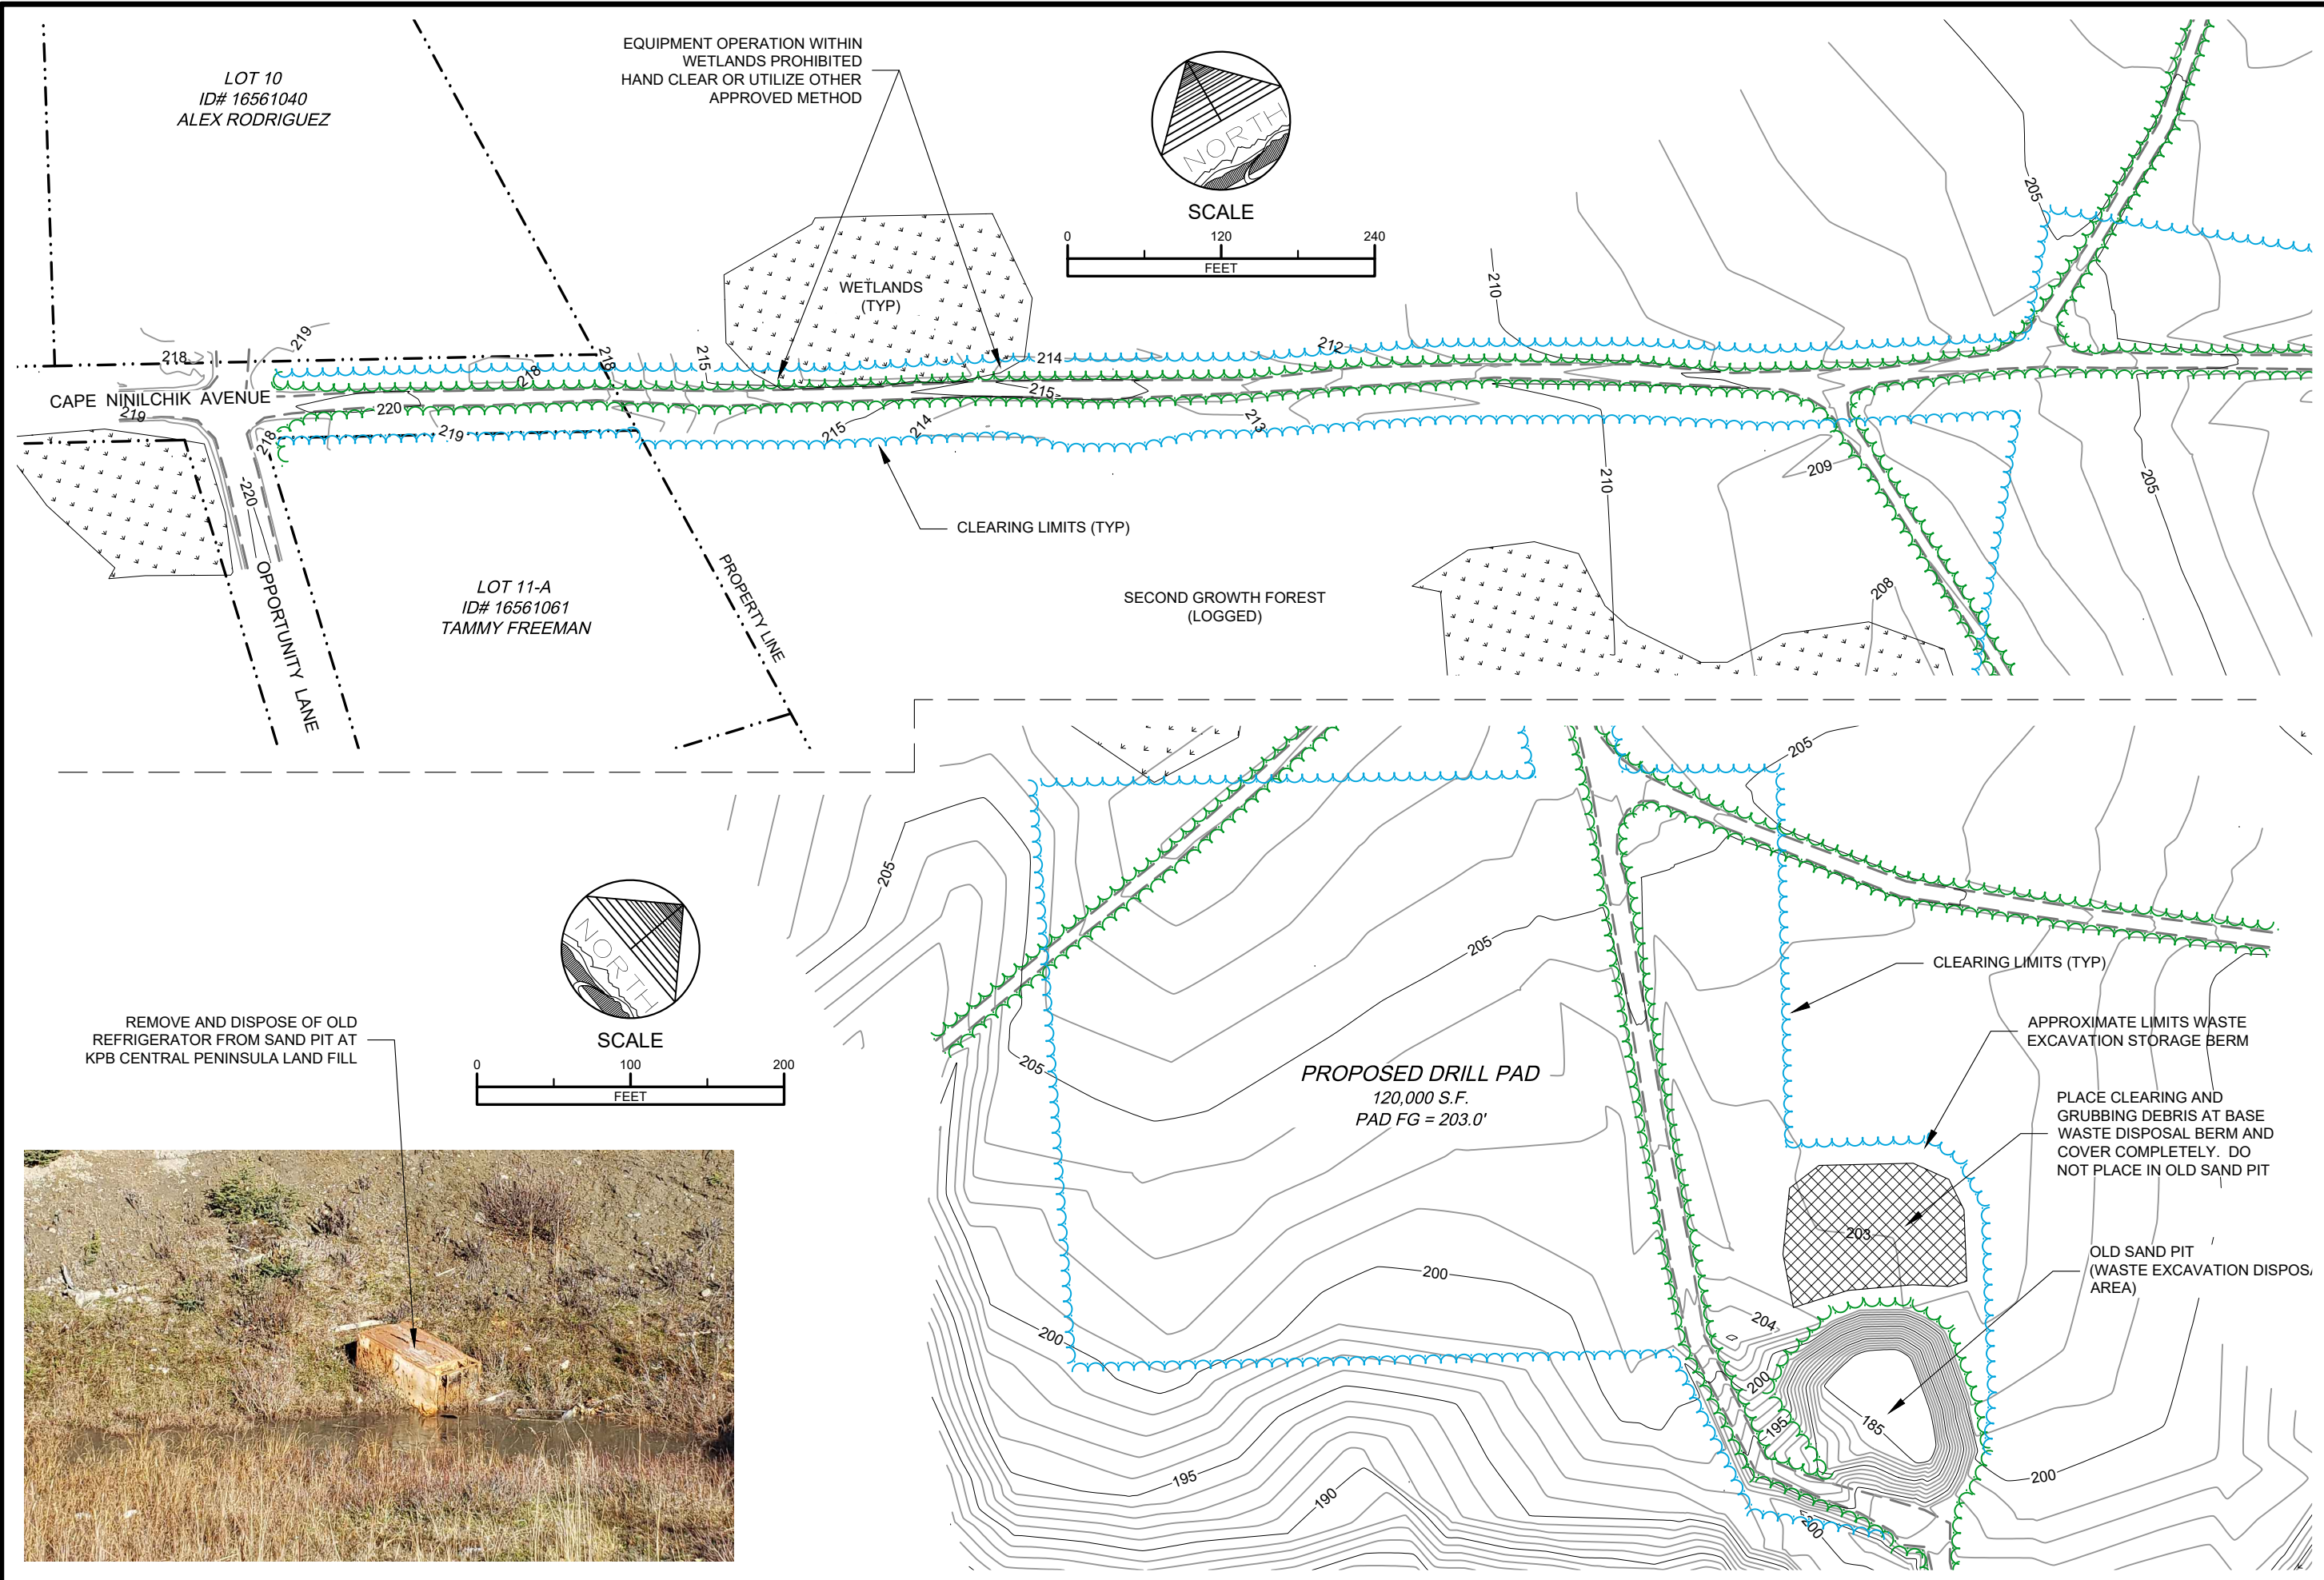 LOT 10
ID# 16561040
ALEX RODRIGUEZ
EQUIPMENT OPERATION WITHIN
WETLANDS PROHIBITED
HAND CLEAR OR UTILIZE OTHER
APPROVED METHOD
NORTH
SCALE
0 120 240
FEET
WETLANDS
(TYP)
205
210
219
218
218
215
218
214
212
CAPE NINILCHIK AVENUE
219
220
215
219
215
214
213
218
220
210
209
205
208
CLEARING LIMITS (TYP)
OPPORTUNITY LANE
LOT 11-A
ID# 16561061
TAMMY FREEMAN
PROPERTY LINE
SECOND GROWTH FOREST
(LOGGED)
205
205
205
NORTH
SCALE
0 100 200
FEET
REMOVE AND DISPOSE OF OLD
REFRIGERATOR FROM SAND PIT AT
KPB CENTRAL PENINSULA LAND FILL
CLEARING LIMITS (TYP)
APPROXIMATE LIMITS WASTE
EXCAVATION STORAGE BERM
205
PROPOSED DRILL PAD
120,000 S.F.
PAD FG = 203.0'
PLACE CLEARING AND
GRUBBING DEBRIS AT BASE
WASTE DISPOSAL BERM AND
COVER COMPLETELY. DO
NOT PLACE IN OLD SAND PIT
203
OLD SAND PIT
(WASTE EXCAVATION DISPOSA
AREA)
200
200
204
200
195
185
195
190
200
200